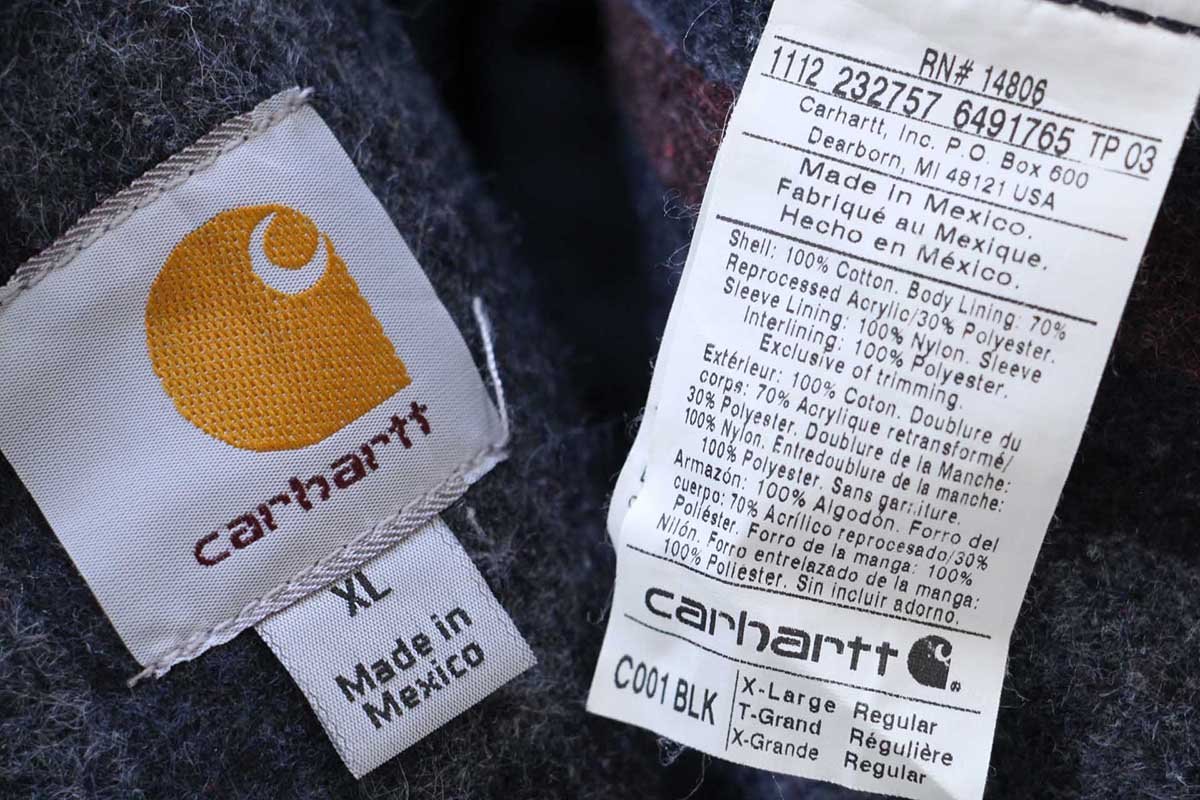 carhartt
XL
Made in
Mexico
RN# 14806
1112 232757 6491765 TP 03
Carhartt, Inc. P.O. Box 600
Dearborn, MI 48121 USA
Made in Mexico.
Fabriqué au Mexique.
Hecho en México.
Shell: 100% Cotton. Body Lining: 70%
Reprocessed Acrylic/30% Polyester.
Sleeve Lining: 100% Nylon. Sleeve
Interlining: 100% Polyester.
Exclusive of trimming.
Extérieur: 100% Coton. Doublure du
corps: 70% Acrylique retransformé/
30% Polyester. Doublure de la Manche:
100% Nylon. Entredoublure de la manche:
100% Polyester. Sans garniture.
Armazón: 100% Algodón. Forro del
cuerpo: 70% Acrílico reprocesado/30%
Poliéster. Forro de la manga: 100%
Nilón. Forro entrelazado de la manga:
100% Poliéster. Sin incluir adorno.
carhartt
C001 BLK
X-Large Regular
T-Grand Régulière
X-Grande Regular